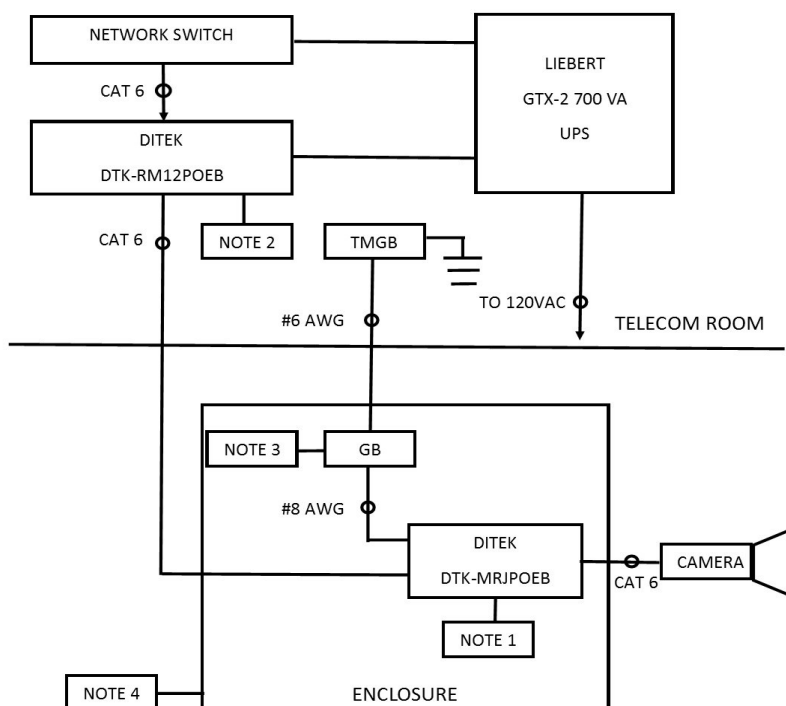 NETWORK SWITCH
LIEBERT
GTX-2 700 VA
UPS
CAT 6
DITEK
DTK-RM12POEB
CAT 6
NOTE 2
TMGB
#6 AWG
TO 120VAC
TELECOM ROOM
NOTE 3
GB
#8 AWG
DITEK
DTK-MRJPOEB
CAMERA
CAT 6
NOTE 1
NOTE 4
ENCLOSURE